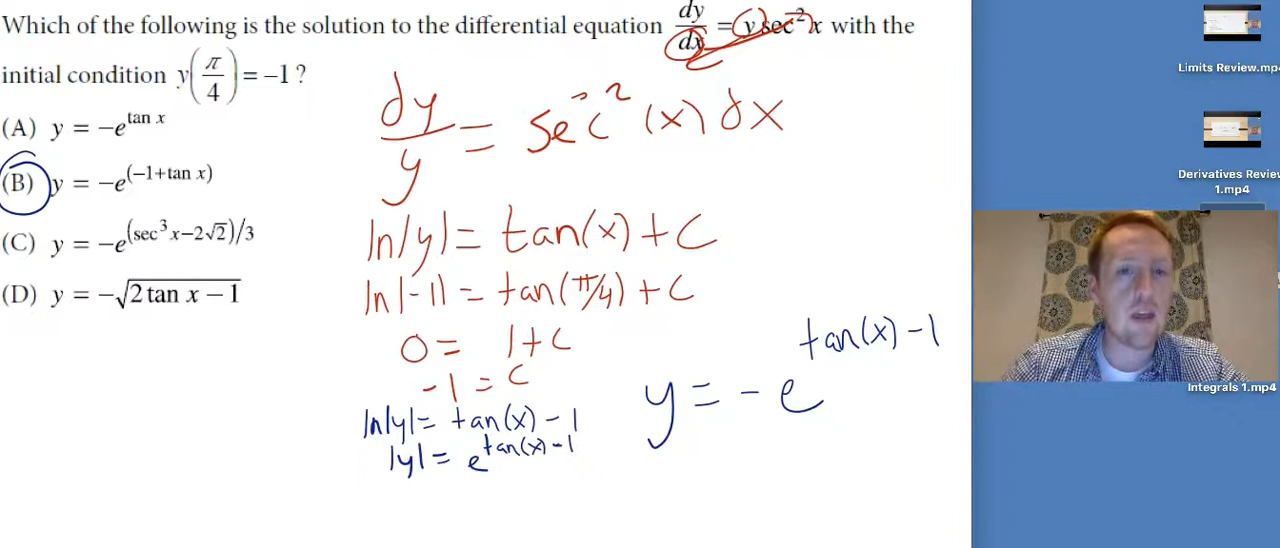 Which of the following is the solution to the differential equation dy/dx = y sec²x with the
initial condition y(π/4) = −1 ?
(A) y = −e^(tan x)
(B) y = −e^(−1+tan x)
(C) y = −e^((sec³x−2√2)/3)
(D) y = −√(2 tan x − 1)
dy/y = sec²(x) dx
ln|y| = tan(x) + C
ln|-1| = tan(π/4) + C
0 = 1 + C
-1 = C
ln|y| = tan(x) - 1
|y| = e^(tan(x)-1)
y = -e^(tan(x)-1)
Limits Review.mp4
Derivatives Review
1.mp4
Integrals 1.mp4